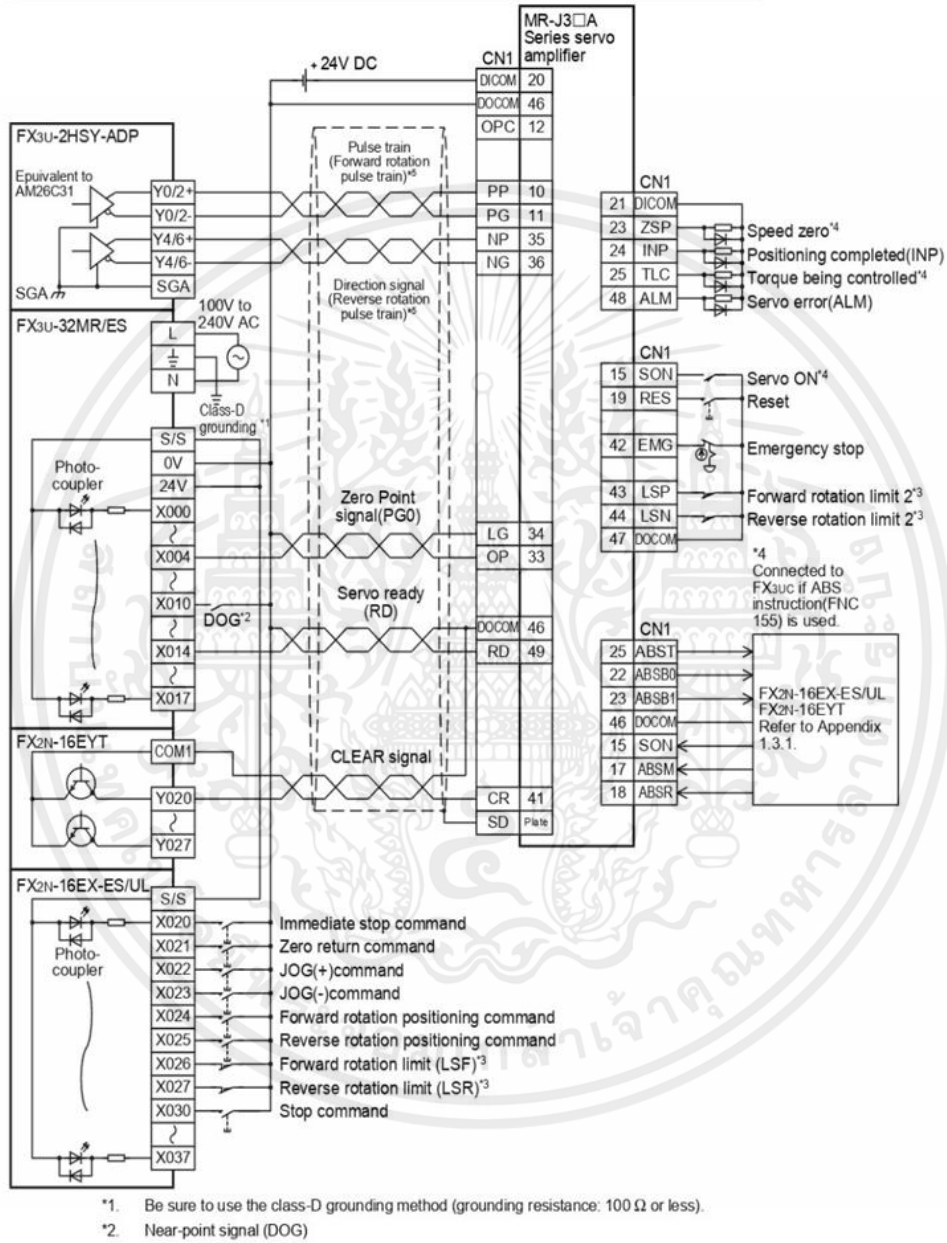 MR-J3□A
Series servo
amplifier
CN1
+ 24V DC
DICOM 20
DOCOM 46
OPC 12
FX3U-2HSY-ADP
Equivalent to
AM26C31
Pulse train
(Forward rotation
pulse train)*5
Y0/2+
Y0/2-
Y4/6+
Y4/6-
SGA
SGA
PP 10
PG 11
NP 35
NG 36
Direction signal
(Reverse rotation
pulse train)*5
CN1
21 DICOM
23 ZSP
24 INP
25 TLC
48 ALM
Speed zero*4
Positioning completed(INP)
Torque being controlled*4
Servo error(ALM)
FX3U-32MR/ES
100V to
240V AC
L
N
Class-D
grounding *1
S/S
0V
24V
X000
X004
X010
X014
X017
Photo-
coupler
DOG*2
Zero Point
signal(PG0)
LG 34
OP 33
Servo ready
(RD)
DOCOM 46
RD 49
CN1
15 SON
19 RES
42 EMG
43 LSP
44 LSN
47 DOCOM
Servo ON*4
Reset
Emergency stop
Forward rotation limit 2*3
Reverse rotation limit 2*3
*4
Connected to
FX3UC if ABS
instruction(FNC
155) is used.
CN1
25 ABST
22 ABSB0
23 ABSB1
46 DOCOM
15 SON
17 ABSM
18 ABSR
FX2N-16EX-ES/UL
FX2N-16EYT
Refer to Appendix
1.3.1.
FX2N-16EYT
COM1
Y020
Y027
CLEAR signal
CR 41
SD Plate
FX2N-16EX-ES/UL
S/S
Photo-
coupler
X020 Immediate stop command
X021 Zero return command
X022 JOG(+)command
X023 JOG(-)command
X024 Forward rotation positioning command
X025 Reverse rotation positioning command
X026 Forward rotation limit (LSF)*3
X027 Reverse rotation limit (LSR)*3
X030 Stop command
X037
*1. Be sure to use the class-D grounding method (grounding resistance: 100 Ω or less).
*2. Near-point signal (DOG)